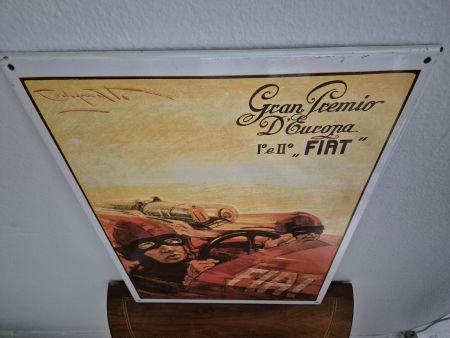 Gran Premio
E
D'Europa
I° e II° „ FIAT "
FIAT